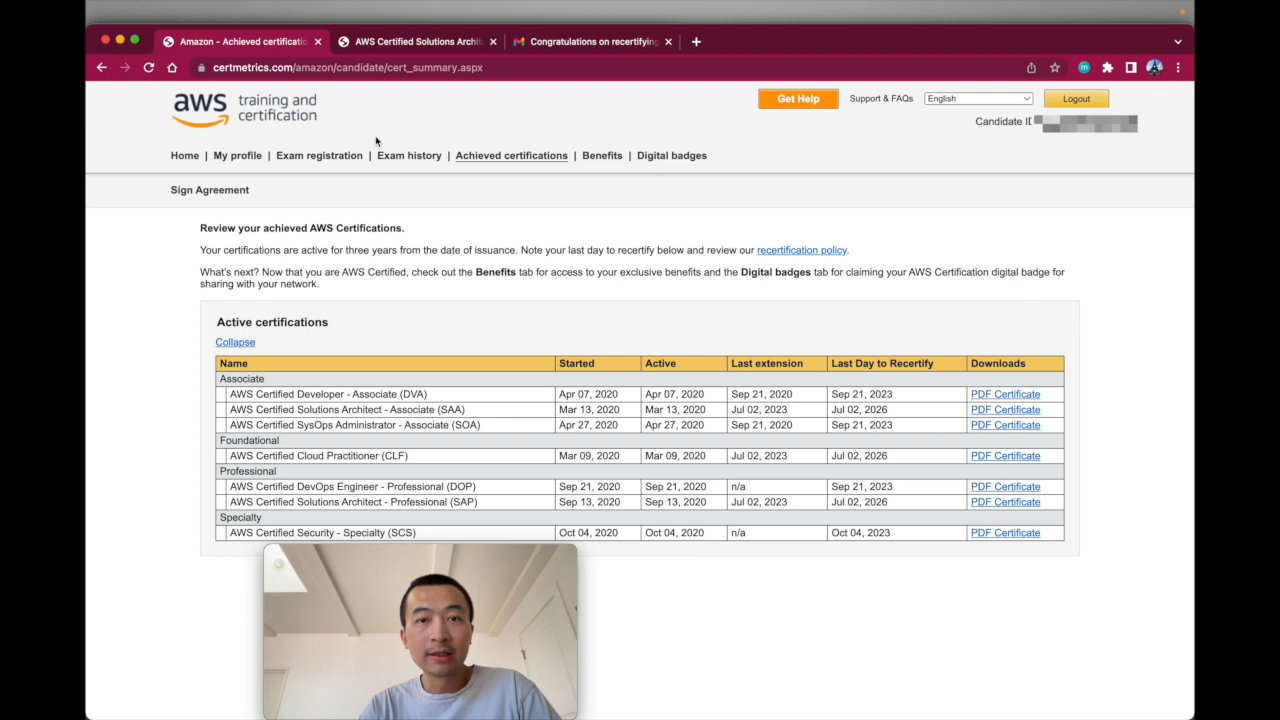 Amazon - Achieved certificatio
AWS Certified Solutions Archit
Congratulations on recertifying
certmetrics.com/amazon/candidate/cert_summary.aspx
aws training and certification
Get Help
Support & FAQs
English
Logout
Candidate ID
Home | My profile | Exam registration | Exam history | Achieved certifications | Benefits | Digital badges
Sign Agreement
Review your achieved AWS Certifications.
Your certifications are active for three years from the date of issuance. Note your last day to recertify below and review our recertification policy.
What's next? Now that you are AWS Certified, check out the Benefits tab for access to your exclusive benefits and the Digital badges tab for claiming your AWS Certification digital badge for
sharing with your network.
Active certifications
Collapse
Name Started Active Last extension Last Day to Recertify Downloads
Associate
AWS Certified Developer - Associate (DVA) Apr 07, 2020 Apr 07, 2020 Sep 21, 2020 Sep 21, 2023 PDF Certificate
AWS Certified Solutions Architect - Associate (SAA) Mar 13, 2020 Mar 13, 2020 Jul 02, 2023 Jul 02, 2026 PDF Certificate
AWS Certified SysOps Administrator - Associate (SOA) Apr 27, 2020 Apr 27, 2020 Sep 21, 2020 Sep 21, 2023 PDF Certificate
Foundational
AWS Certified Cloud Practitioner (CLF) Mar 09, 2020 Mar 09, 2020 Jul 02, 2023 Jul 02, 2026 PDF Certificate
Professional
AWS Certified DevOps Engineer - Professional (DOP) Sep 21, 2020 Sep 21, 2020 n/a Sep 21, 2023 PDF Certificate
AWS Certified Solutions Architect - Professional (SAP) Sep 13, 2020 Sep 13, 2020 Jul 02, 2023 Jul 02, 2026 PDF Certificate
Specialty
AWS Certified Security - Specialty (SCS) Oct 04, 2020 Oct 04, 2020 n/a Oct 04, 2023 PDF Certificate